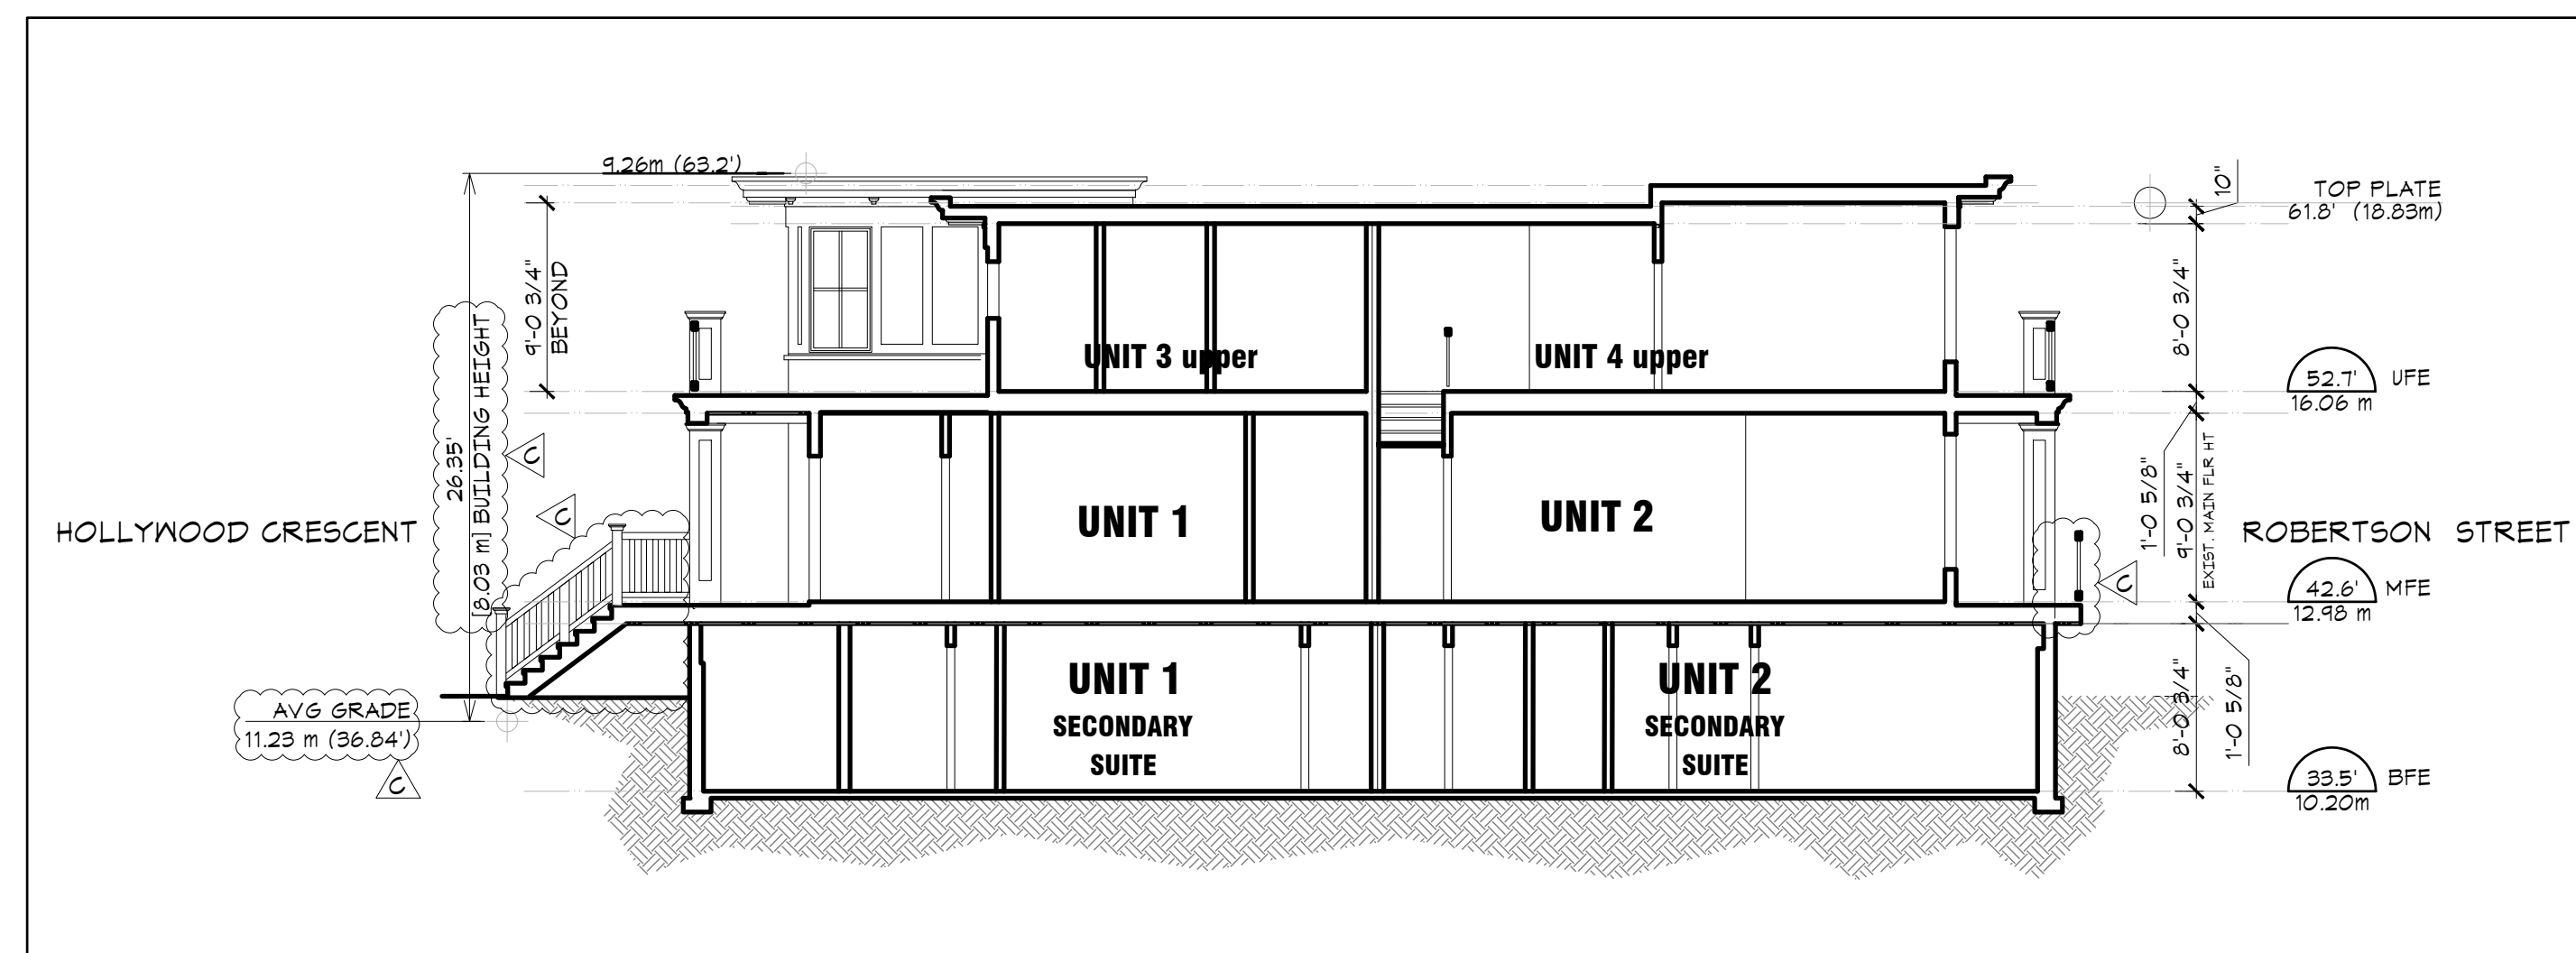 9.26m (63.2')
10"
TOP PLATE
61.8' (18.83m)
9'-0 3/4"
BEYOND
8'-0 3/4"
UNIT 3 upper
UNIT 4 upper
52.7' UFE
16.06 m
26.35'
[8.03 m] BUILDING HEIGHT
C
C
HOLLYWOOD CRESCENT
UNIT 1
UNIT 2
1'-0 5/8"
9'-0 3/4"
EXIST. MAIN FLR HT
ROBERTSON STREET
C
42.6' MFE
12.98 m
UNIT 1
SECONDARY
SUITE
UNIT 2
SECONDARY
SUITE
8'-0 3/4"
1'-0 5/8"
AVG GRADE
11.23 m (36.84')
C
33.5' BFE
10.20m